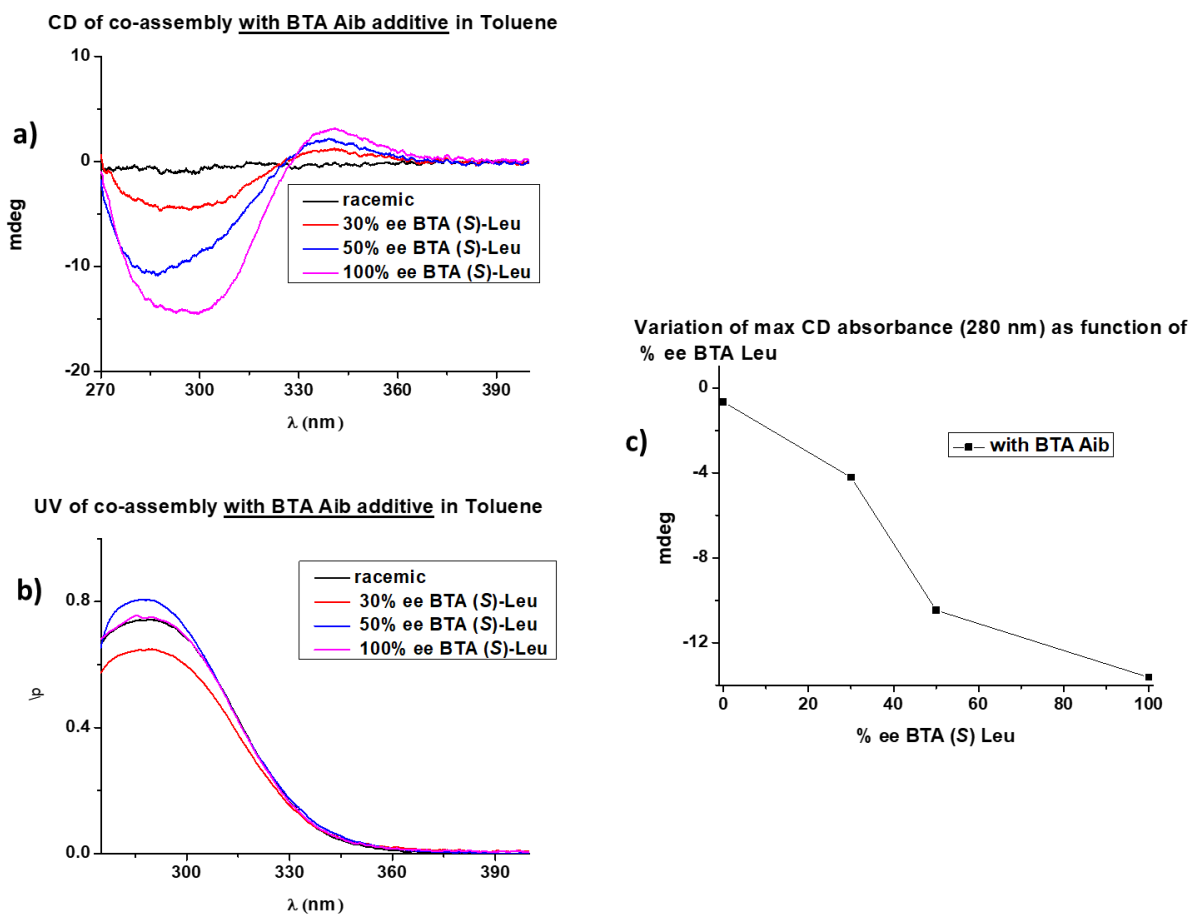 CD of co-assembly with BTA Aib additive in Toluene
a)
10
0
-10
-20
mdeg
racemic
30% ee BTA (S)-Leu
50% ee BTA (S)-Leu
100% ee BTA (S)-Leu
270
300
330
360
390
λ (nm)
UV of co-assembly with BTA Aib additive in Toluene
b)
0.8
0.4
0.0
racemic
30% ee BTA (S)-Leu
50% ee BTA (S)-Leu
100% ee BTA (S)-Leu
300
330
360
390
λ (nm)
Variation of max CD absorbance (280 nm) as function of
% ee BTA Leu
c)
0
-4
-8
-12
mdeg
with BTA Aib
0
20
40
60
80
100
% ee BTA (S) Leu